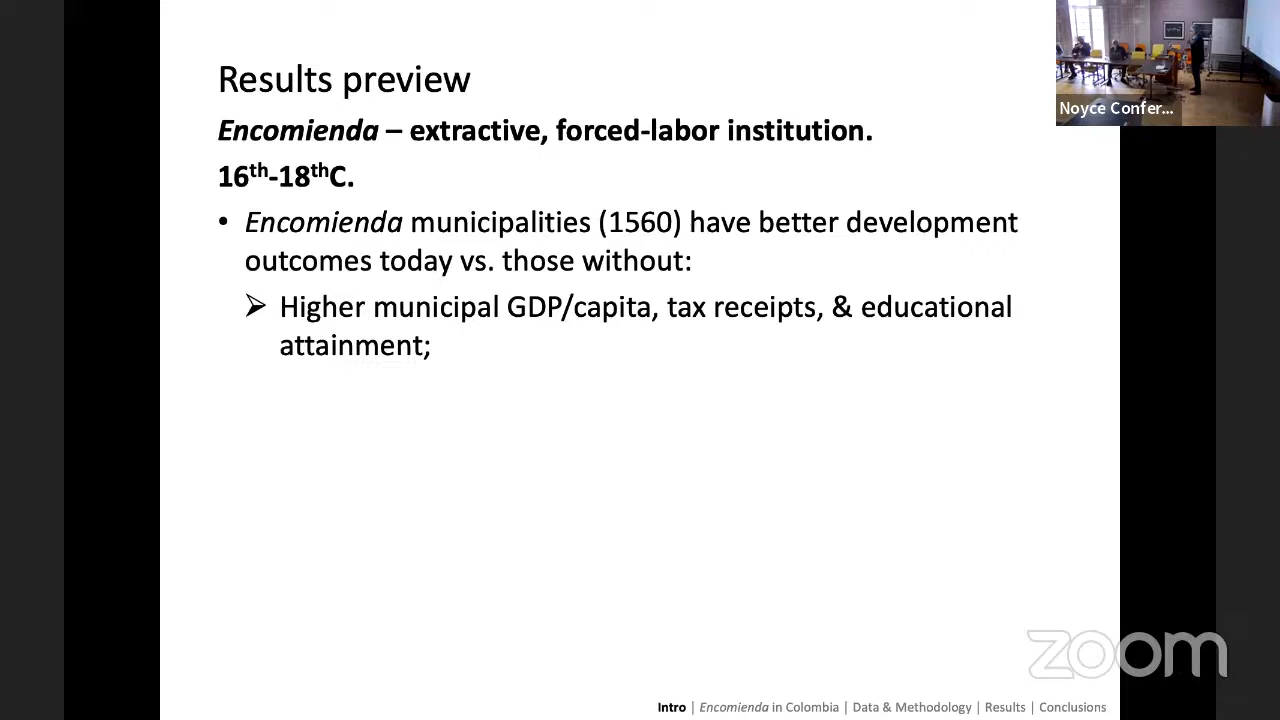 Results preview
Encomienda – extractive, forced-labor institution.
16th-18thC.
• Encomienda municipalities (1560) have better development
outcomes today vs. those without:
➢ Higher municipal GDP/capita, tax receipts, & educational
attainment;
Noyce Confer...
zoom
Intro | Encomienda in Colombia | Data & Methodology | Results | Conclusions